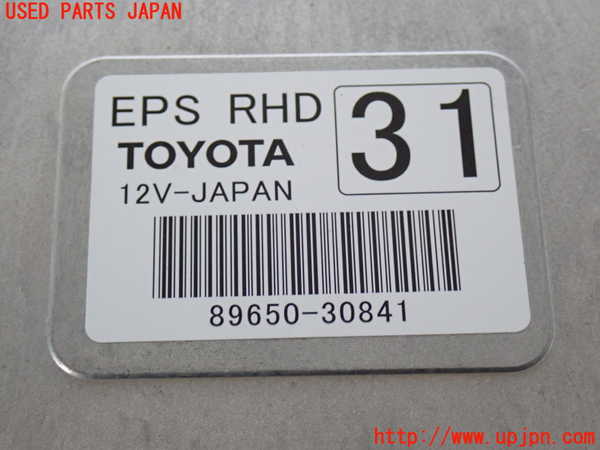 USED PARTS JAPAN
EPS RHD 31
TOYOTA
12V-JAPAN
89650-30841
http://www.upjpn.com